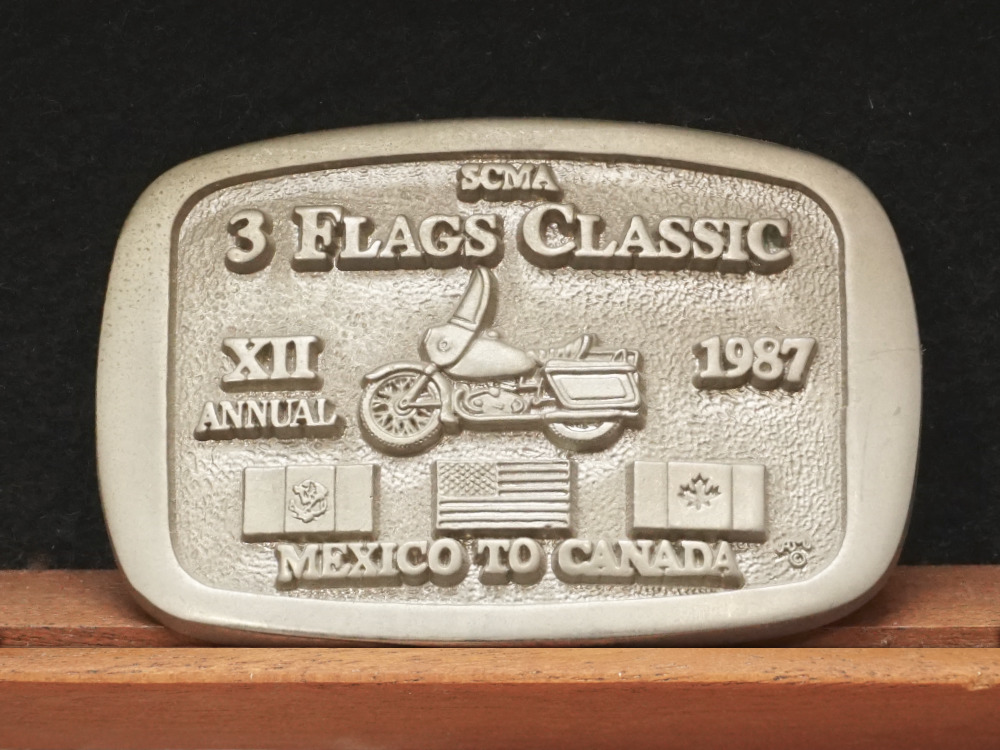 SCMA
3 FLAGS CLASSIC
XII
ANNUAL
1987
MEXICO TO CANADA
©